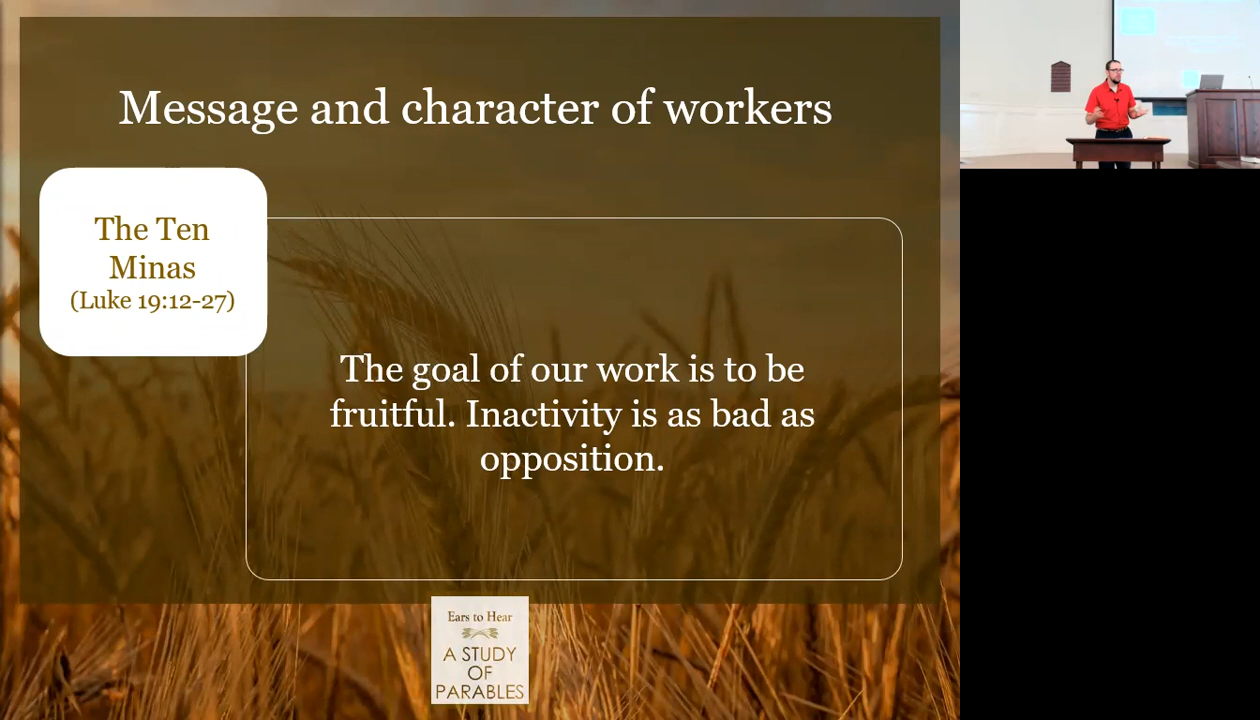 Message and character of workers
The Ten
Minas
(Luke 19:12-27)
The goal of our work is to be
fruitful. Inactivity is as bad as
opposition.
Ears to Hear
A STUDY
OF
PARABLES